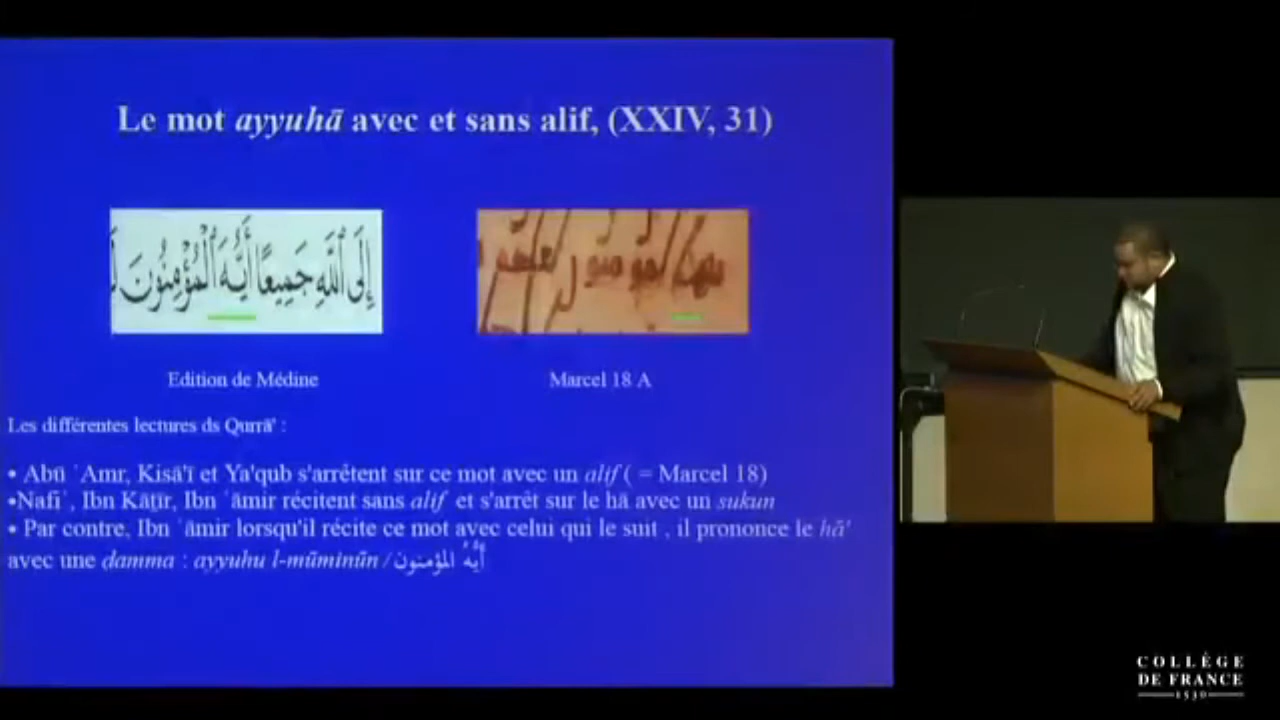 Le mot ayyuhā avec et sans alif, (XXIV, 31)
إِلَى ٱللَّهِ جَمِيعًا أَيُّهَ ٱلْمُؤْمِنُونَ
Edition de Médine
Marcel 18 A
Les différentes lectures ds Qurrā' :
• Abū ʿAmr, Kisā'ī et Ya'qub s'arrêtent sur ce mot avec un alif ( = Marcel 18)
•Nafiʿ, Ibn Kāṯīr, Ibn ʿāmir récitent sans alif et s'arrêt sur le hā avec un sukun
• Par contre, Ibn ʿāmir lorsqu'il récite ce mot avec celui qui le suit , il prononce le hā'
avec une ḍamma : ayyuhu l-mūminūn / أَيُّهُ المؤمنون
COLLÈGE
DE FRANCE
1530